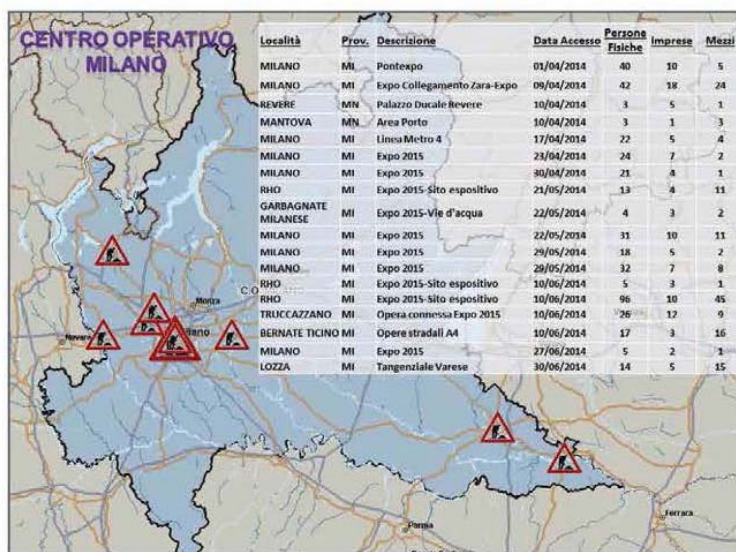 CENTRO OPERATIVO
MILANO
Località Prov. Descrizione Data Accesso Persone Fisiche Imprese Mezzi
MILANO MI Pontexpo 01/04/2014 40 10 5
MILANO MI Expo Collegamento Zara-Expo 09/04/2014 42 18 24
REVERE MN Palazzo Ducale Revere 10/04/2014 3 5 1
MANTOVA MN Area Porto 10/04/2014 3 1 3
MILANO MI Linea Metro 4 17/04/2014 22 5 4
MILANO MI Expo 2015 23/04/2014 24 7 2
MILANO MI Expo 2015 30/04/2014 21 4 1
RHO MI Expo 2015-Sito espositivo 21/05/2014 13 4 11
GARBAGNATE MILANESE MI Expo 2015-Vie d'acqua 22/05/2014 4 3 2
MILANO MI Expo 2015 22/05/2014 31 10 11
MILANO MI Expo 2015 29/05/2014 18 5 2
MILANO MI Expo 2015 29/05/2014 32 7 8
RHO MI Expo 2015-Sito espositivo 10/06/2014 5 3 1
RHO MI Expo 2015-Sito espositivo 10/06/2014 96 10 45
TRUCCAZZANO MI Opera connessa Expo 2015 10/06/2014 26 12 9
BERNATE TICINO MI Opere stradali A4 10/06/2014 17 3 16
MILANO MI Expo 2015 27/06/2014 5 2 1
LOZZA MI Tangenziale Varese 30/06/2014 14 5 15
Monza
Novara
Parma
Ferrara